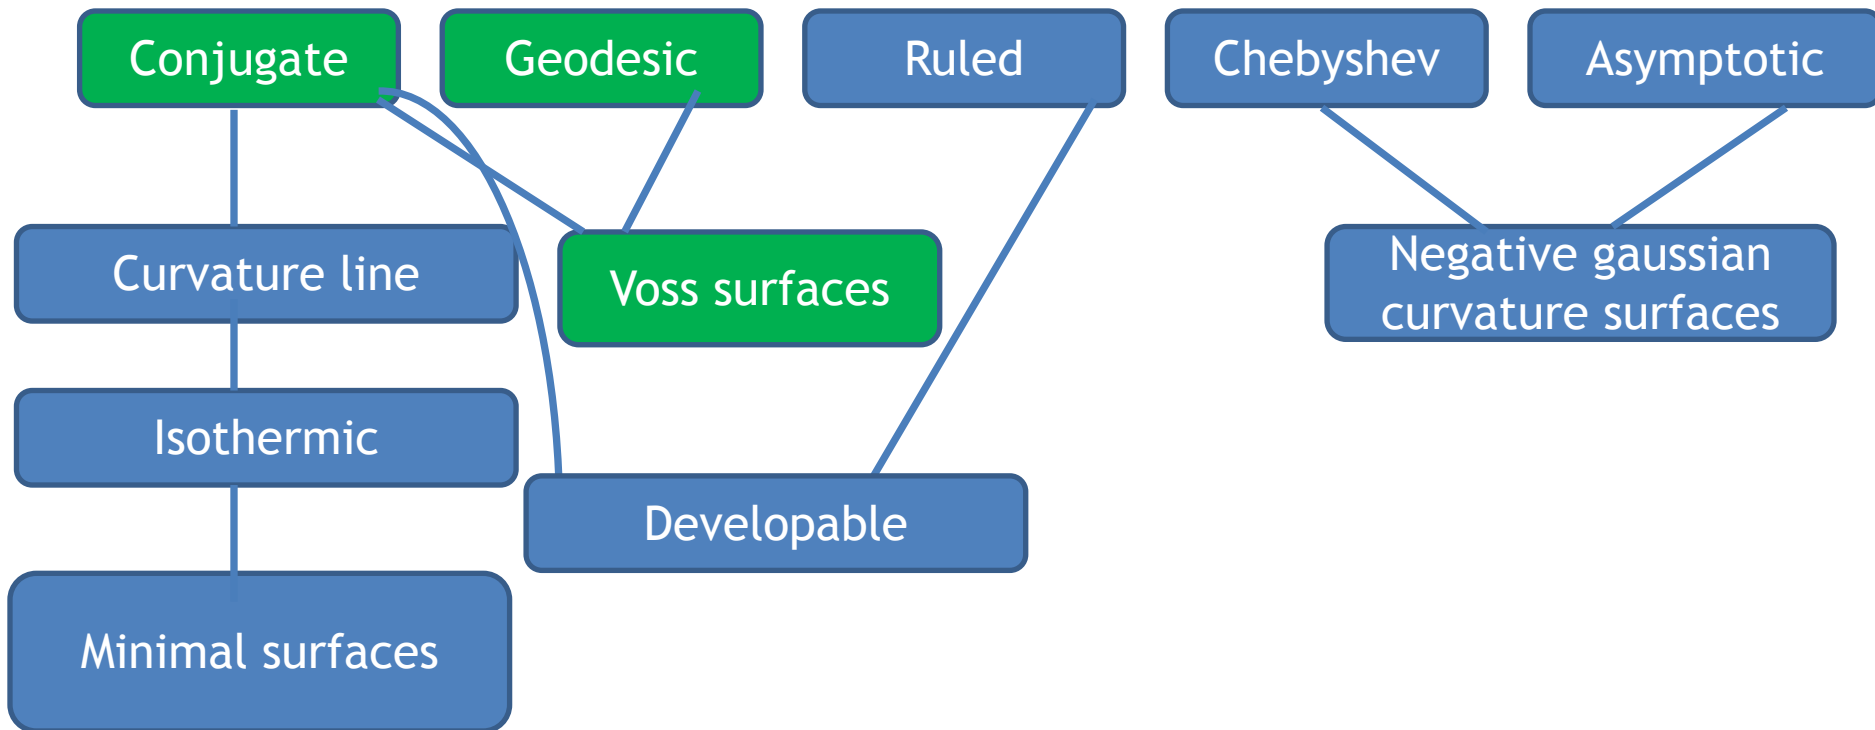 Conjugate
Geodesic
Ruled
Chebyshev
Asymptotic
Curvature line
Voss surfaces
Negative gaussian
curvature surfaces
Isothermic
Developable
Minimal surfaces